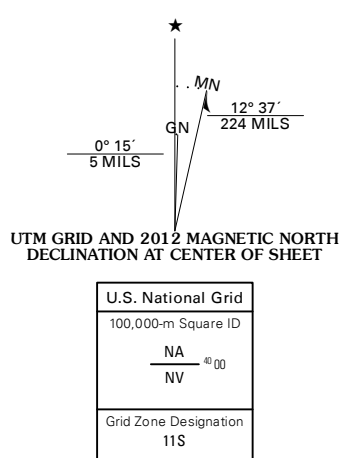 ★
MN
GN
12° 37´
224 MILS
0° 15´
5 MILS
UTM GRID AND 2012 MAGNETIC NORTH
DECLINATION AT CENTER OF SHEET
U.S. National Grid
100,000-m Square ID
NA
40 00
NV
Grid Zone Designation
11S